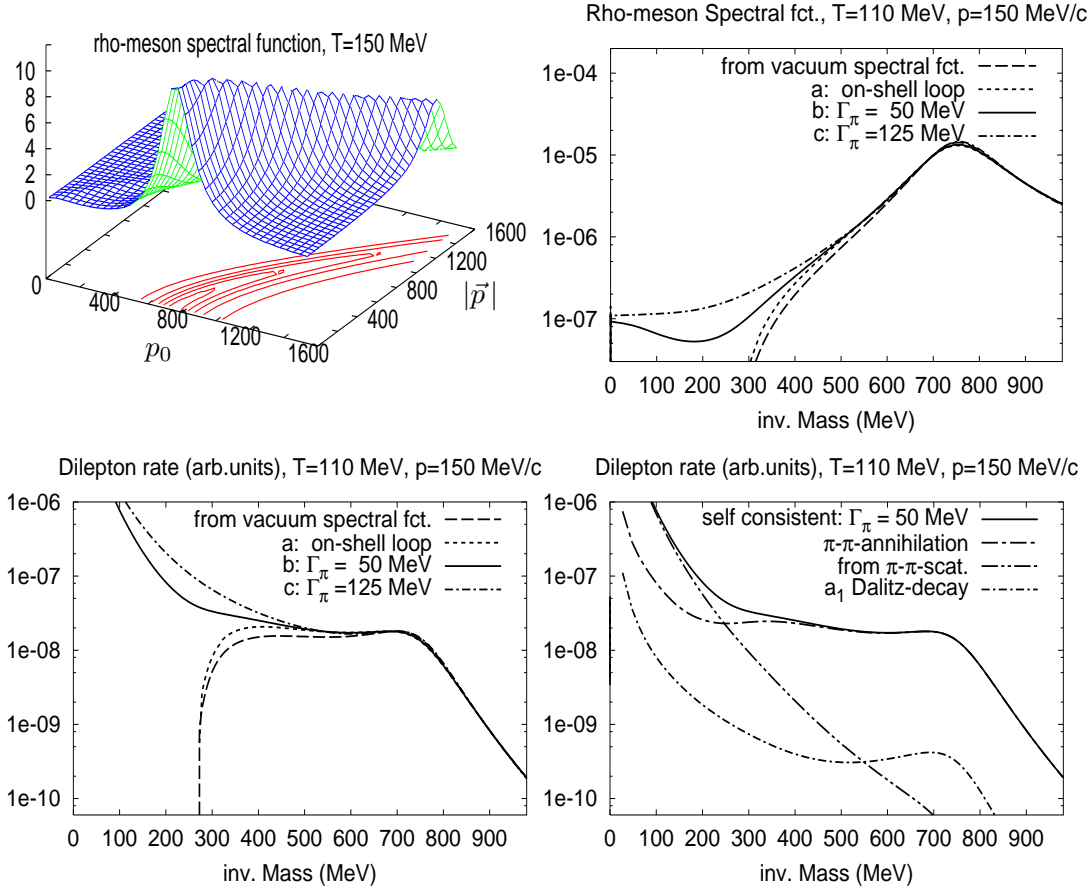 rho-meson spectral function, T=150 MeV
12
10
8
6
4
2
0
0
400
800
1200
1600
p₀
400
800
1200
1600
|p⃗|
Rho-meson Spectral fct., T=110 MeV, p=150 MeV/c
from vacuum spectral fct.
a: on-shell loop
b: Γ_π = 50 MeV
c: Γ_π =125 MeV
1e-04
1e-05
1e-06
1e-07
0 100 200 300 400 500 600 700 800 900
inv. Mass (MeV)
Dilepton rate (arb.units), T=110 MeV, p=150 MeV/c
from vacuum spectral fct.
a: on-shell loop
b: Γ_π = 50 MeV
c: Γ_π =125 MeV
1e-06
1e-07
1e-08
1e-09
1e-10
0 100 200 300 400 500 600 700 800 900
inv. Mass (MeV)
Dilepton rate (arb.units), T=110 MeV, p=150 MeV/c
self consistent: Γ_π = 50 MeV
π-π-annihilation
from π-π-scat.
a₁ Dalitz-decay
1e-06
1e-07
1e-08
1e-09
1e-10
0 100 200 300 400 500 600 700 800 900
inv. Mass (MeV)